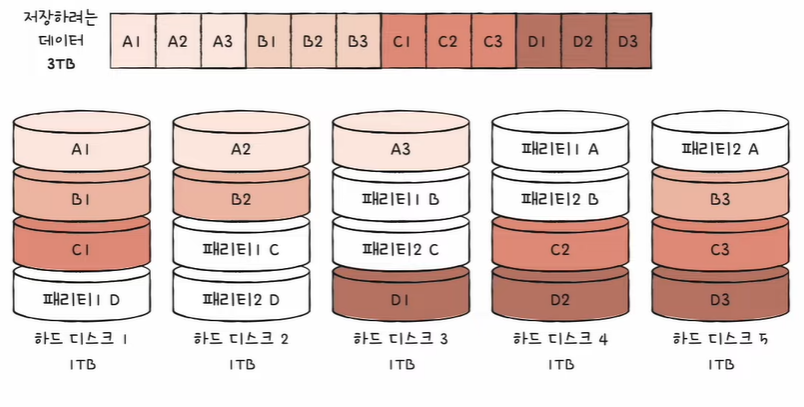 저장하려는
데이터
3TB
A1 A2 A3 B1 B2 B3 C1 C2 C3 D1 D2 D3
A1 A2 A3 패리티1 A 패리티2 A
B1 B2 패리티1 B 패리티2 B B3
C1 패리티1 C 패리티2 C C2 C3
패리티1 D 패리티2 D D1 D2 D3
하드 디스크 1 하드 디스크 2 하드 디스크 3 하드 디스크 4 하드 디스크 5
1TB 1TB 1TB 1TB 1TB